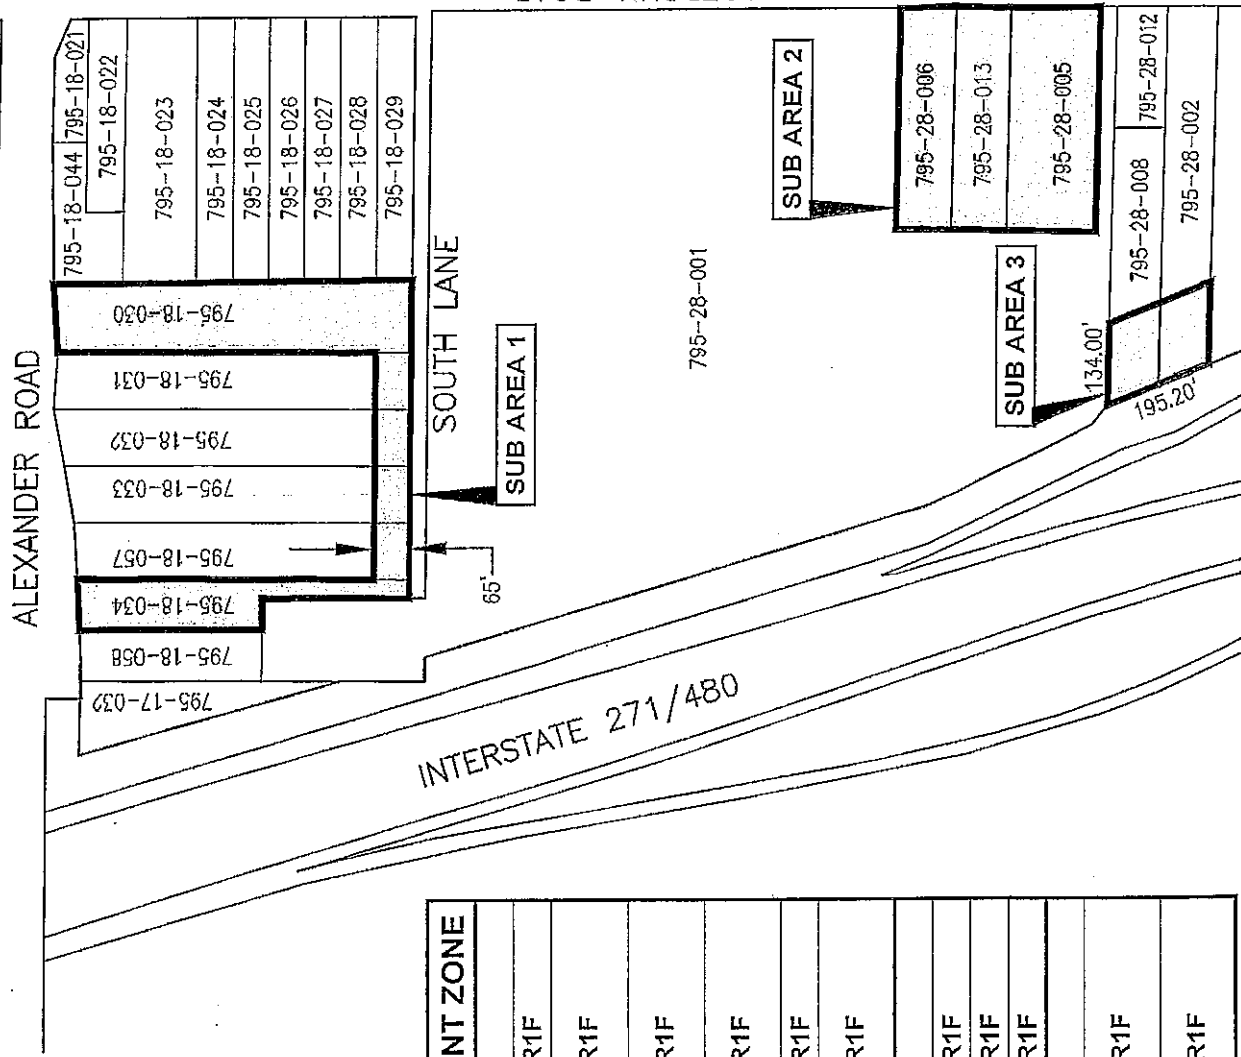 ALEXANDER ROAD
795-18-044
795-18-021
795-18-022
795-18-023
795-18-024
795-18-025
795-18-026
795-18-027
795-18-028
795-18-029
795-18-030
795-18-031
795-18-032
795-18-033
795-18-057
795-18-034
795-18-058
795-17-032
SOUTH LANE
SUB AREA 1
65'
795-28-001
SUB AREA 2
795-28-006
795-28-013
795-28-005
795-28-012
795-28-008
795-28-002
SUB AREA 3
134.00'
195.20'
INTERSTATE 271/480
NT ZONE
R1F
R1F
R1F
R1F
R1F
R1F
R1F
R1F
R1F
R1F
R1F